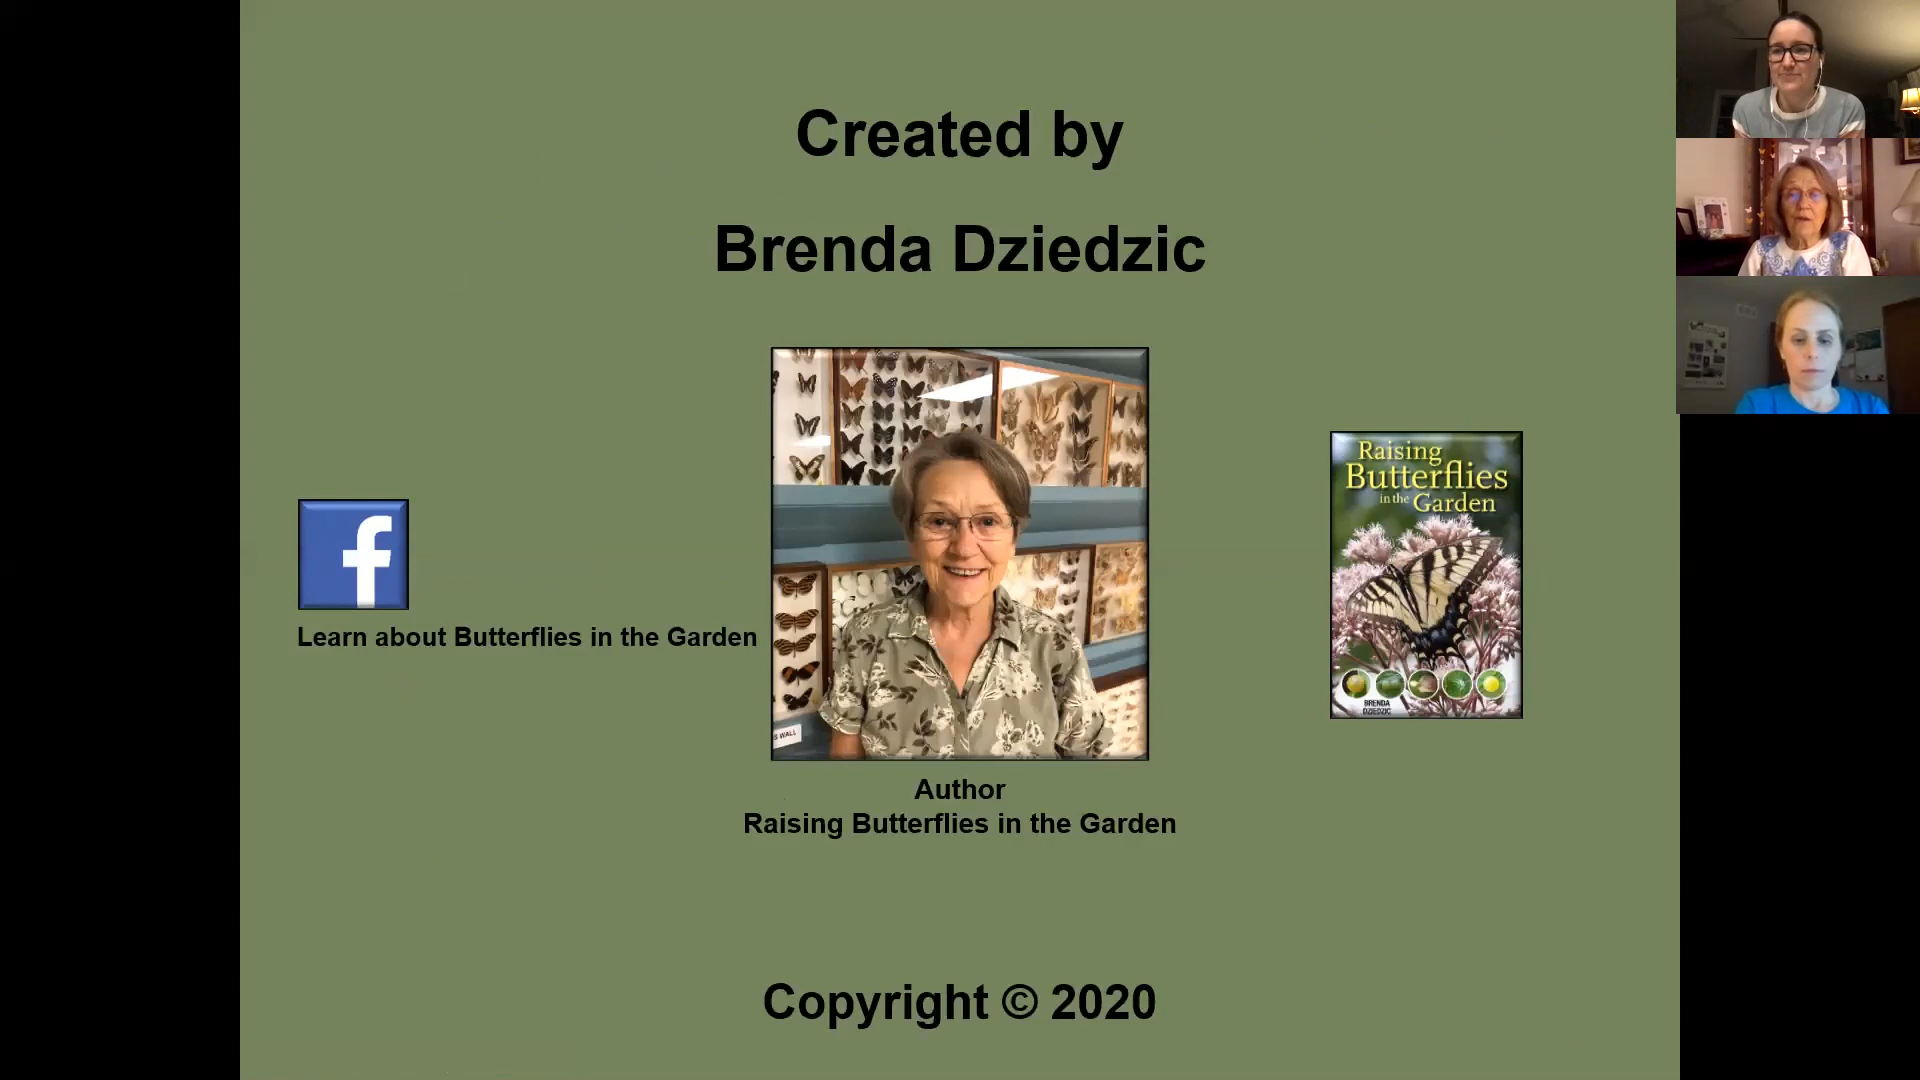 Created by
Brenda Dziedzic
Learn about Butterflies in the Garden
S WALL
Raising
Butterflies
in the Garden
BRENDA
DZIEDZIC
Author
Raising Butterflies in the Garden
Copyright © 2020